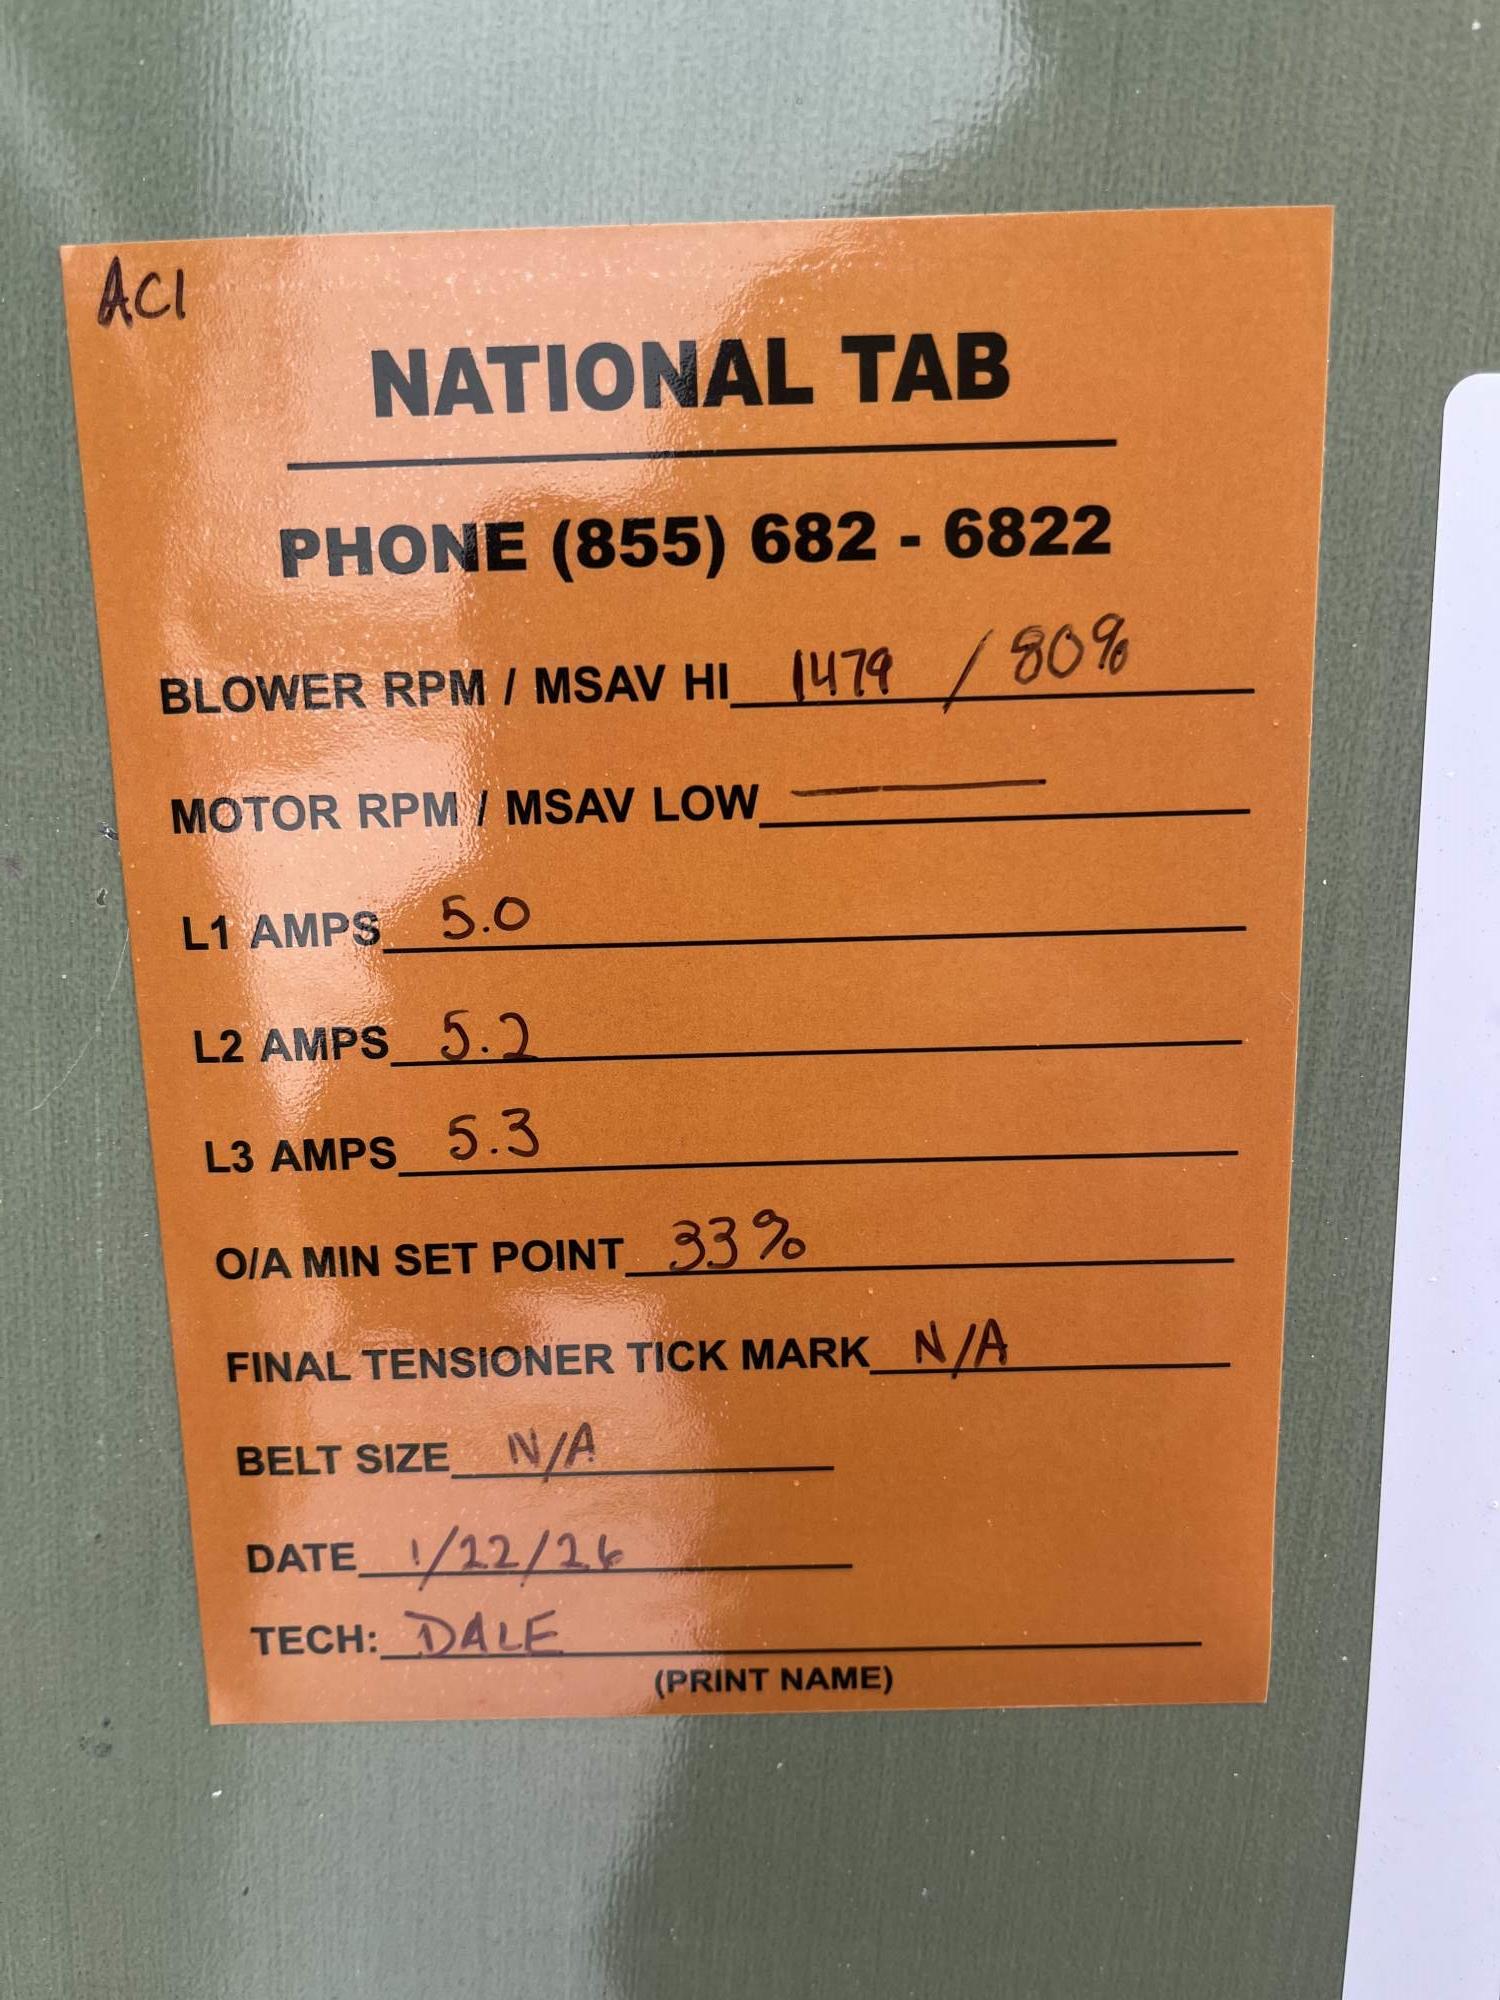 AC1
NATIONAL TAB
PHONE (855) 682 - 6822
BLOWER RPM / MSAV HI 1479 / 80%
MOTOR RPM / MSAV LOW —
L1 AMPS 5.0
L2 AMPS 5.2
L3 AMPS 5.3
O/A MIN SET POINT 33%
FINAL TENSIONER TICK MARK N/A
BELT SIZE N/A
DATE 1/22/26
TECH: DALE
(PRINT NAME)